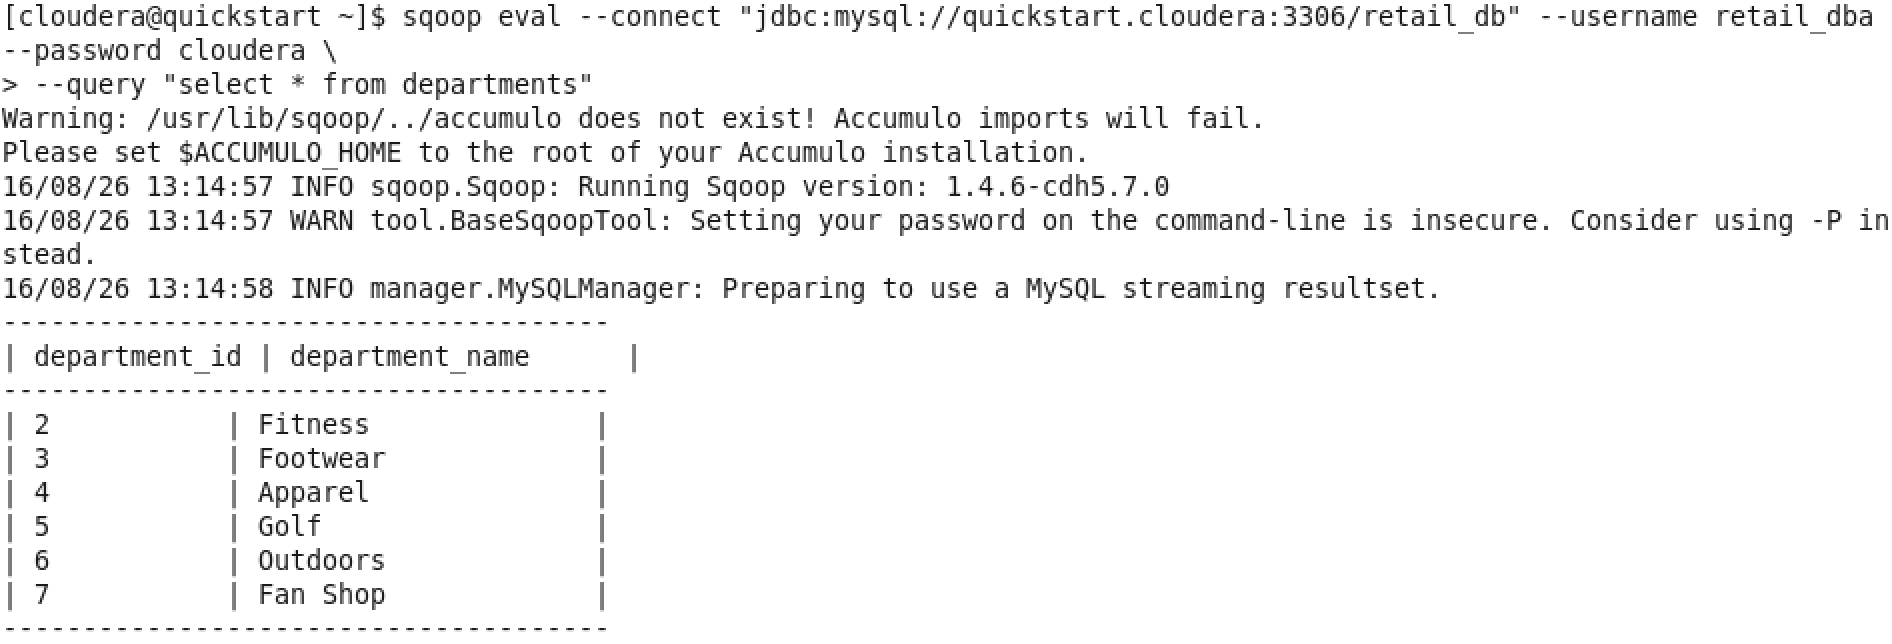 [cloudera@quickstart ~]$ sqoop eval --connect "jdbc:mysql://quickstart.cloudera:3306/retail_db" --username retail_dba
--password cloudera \
> --query "select * from departments"
Warning: /usr/lib/sqoop/../accumulo does not exist! Accumulo imports will fail.
Please set $ACCUMULO_HOME to the root of your Accumulo installation.
16/08/26 13:14:57 INFO sqoop.Sqoop: Running Sqoop version: 1.4.6-cdh5.7.0
16/08/26 13:14:57 WARN tool.BaseSqoopTool: Setting your password on the command-line is insecure. Consider using -P in
stead.
16/08/26 13:14:58 INFO manager.MySQLManager: Preparing to use a MySQL streaming resultset.
--------------------------------------
| department_id | department_name      |
--------------------------------------
| 2           | Fitness              |
| 3           | Footwear             |
| 4           | Apparel              |
| 5           | Golf                 |
| 6           | Outdoors             |
| 7           | Fan Shop             |
--------------------------------------